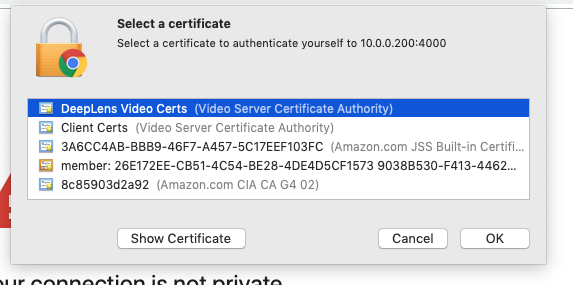 Select a certificate
Select a certificate to authenticate yourself to 10.0.0.200:4000
DeepLens Video Certs (Video Server Certificate Authority)
Client Certs (Video Server Certificate Authority)
3A6CC4AB-BBB9-46F7-A457-5C17EEF103FC (Amazon.com JSS Built-in Certifi...
member: 26E172EE-CB51-4C54-BE28-4DE4D5CF1573 9038B530-F413-4462...
8c85903d2a92 (Amazon.com CIA CA G4 02)
Show Certificate Cancel OK
our connection is not private